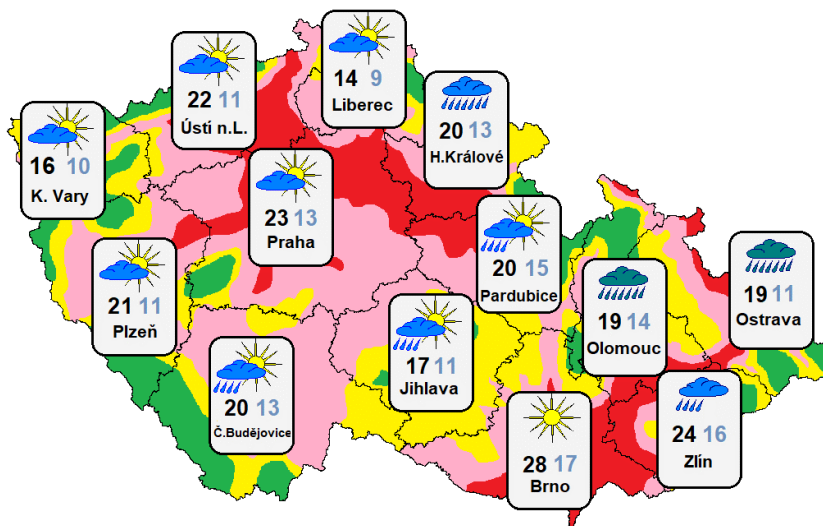 14 9
Liberec
22 11
Ústi n.L.
20 13
H.Králové
16 10
K. Vary
23 13
Praha
20 15
Pardubice
21 11
Plzeň
19 14
Olomouc
19 11
Ostrava
17 11
Jihlava
20 13
Č.Budějovice
24 16
Zlín
28 17
Brno